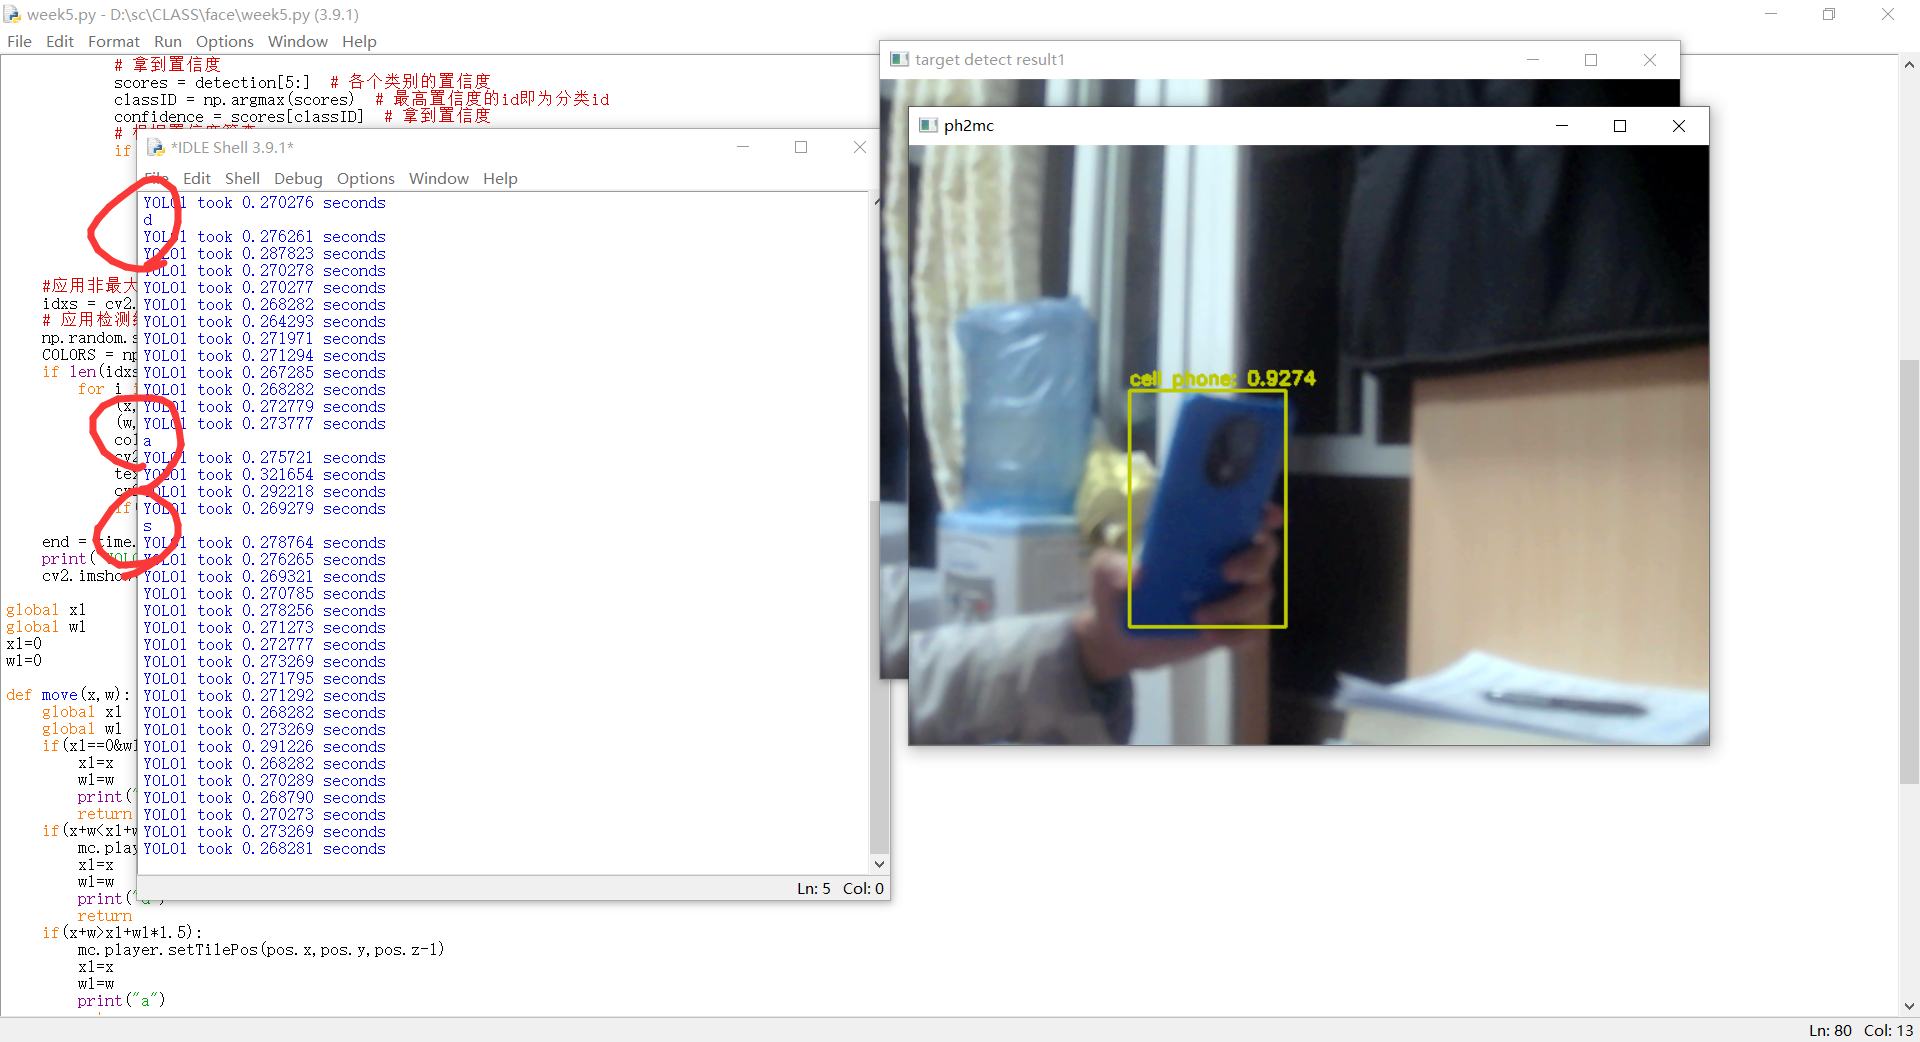 week5.py - D:\sc\CLASS\face\week5.py (3.9.1)
File Edit Format Run Options Window Help
# 拿到置信度
scores = detection[5:]  # 各个类别的置信度
classID = np.argmax(scores)  # 最高置信度的id即为分类id
confidence = scores[classID]  # 拿到置信度
if
#应用非最大
idxs = cv2.
# 应用检测结
np.random.s
COLORS = np
if len(idxs
for i i
(x,
(w,
col
cv2
te
cv
if
end = time.
print(
cv2.imshow
global x1
global w1
x1=0
w1=0
def move(x,w):
global x1
global w1
if(x1==0&w1
x1=x
w1=w
print("
return
if(x+w<x1+w
mc.play
x1=x
w1=w
print("d")
return
if(x+w>x1+w1*1.5):
mc.player.setTilePos(pos.x,pos.y,pos.z-1)
x1=x
w1=w
print("a")
Ln: 80 Col: 13
*IDLE Shell 3.9.1*
File Edit Shell Debug Options Window Help
YOLO1 took 0.270276 seconds
d
YOLO1 took 0.276261 seconds
YOLO1 took 0.287823 seconds
YOLO1 took 0.270278 seconds
YOLO1 took 0.270277 seconds
YOLO1 took 0.268282 seconds
YOLO1 took 0.264293 seconds
YOLO1 took 0.271971 seconds
YOLO1 took 0.271294 seconds
YOLO1 took 0.267285 seconds
YOLO1 took 0.268282 seconds
YOLO1 took 0.272779 seconds
YOLO1 took 0.273777 seconds
a
YOLO1 took 0.275721 seconds
YOLO1 took 0.321654 seconds
YOLO1 took 0.292218 seconds
YOLO1 took 0.269279 seconds
s
YOLO1 took 0.278764 seconds
YOLO1 took 0.276265 seconds
YOLO1 took 0.269321 seconds
YOLO1 took 0.270785 seconds
YOLO1 took 0.278256 seconds
YOLO1 took 0.271273 seconds
YOLO1 took 0.272777 seconds
YOLO1 took 0.273269 seconds
YOLO1 took 0.271795 seconds
YOLO1 took 0.271292 seconds
YOLO1 took 0.268282 seconds
YOLO1 took 0.273269 seconds
YOLO1 took 0.291226 seconds
YOLO1 took 0.268282 seconds
YOLO1 took 0.270289 seconds
YOLO1 took 0.268790 seconds
YOLO1 took 0.270273 seconds
YOLO1 took 0.273269 seconds
YOLO1 took 0.268281 seconds
Ln: 5 Col: 0
target detect result1
ph2mc
cell phone: 0.9274